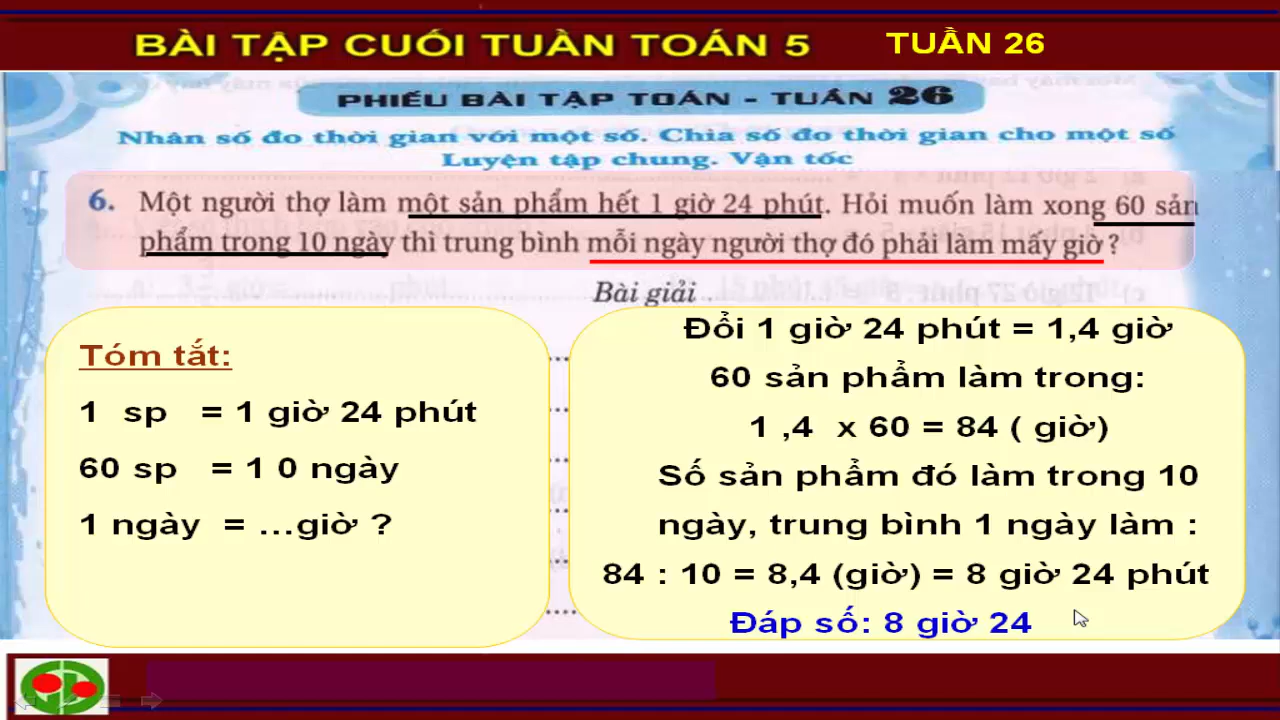 BÀI TẬP CUÓI TUẦN TOÁN 5
TUẦN 26
PHIẾU BÀI TẬP TOÁN - TUẦN 26
Nhân số đo thời gian với một số. Chia số đo thời gian cho một số
Luyện tập chung. Vận tốc
6. Một người thợ làm một sản phẩm hết 1 giờ 24 phút. Hỏi muốn làm xong 60 sản
phẩm trong 10 ngày thì trung bình mỗi ngày người thợ đó phải làm mấy giờ ?
Bài giải
Tóm tắt:
1 sp = 1 giờ 24 phút
60 sp = 1 0 ngày
1 ngày = ...giờ ?
Đổi 1 giờ 24 phút = 1,4 giờ
60 sản phẩm làm trong:
1 ,4 x 60 = 84 ( giờ)
Số sản phẩm đó làm trong 10
ngày, trung bình 1 ngày làm :
84 : 10 = 8,4 (giờ) = 8 giờ 24 phút
Đáp số: 8 giờ 24